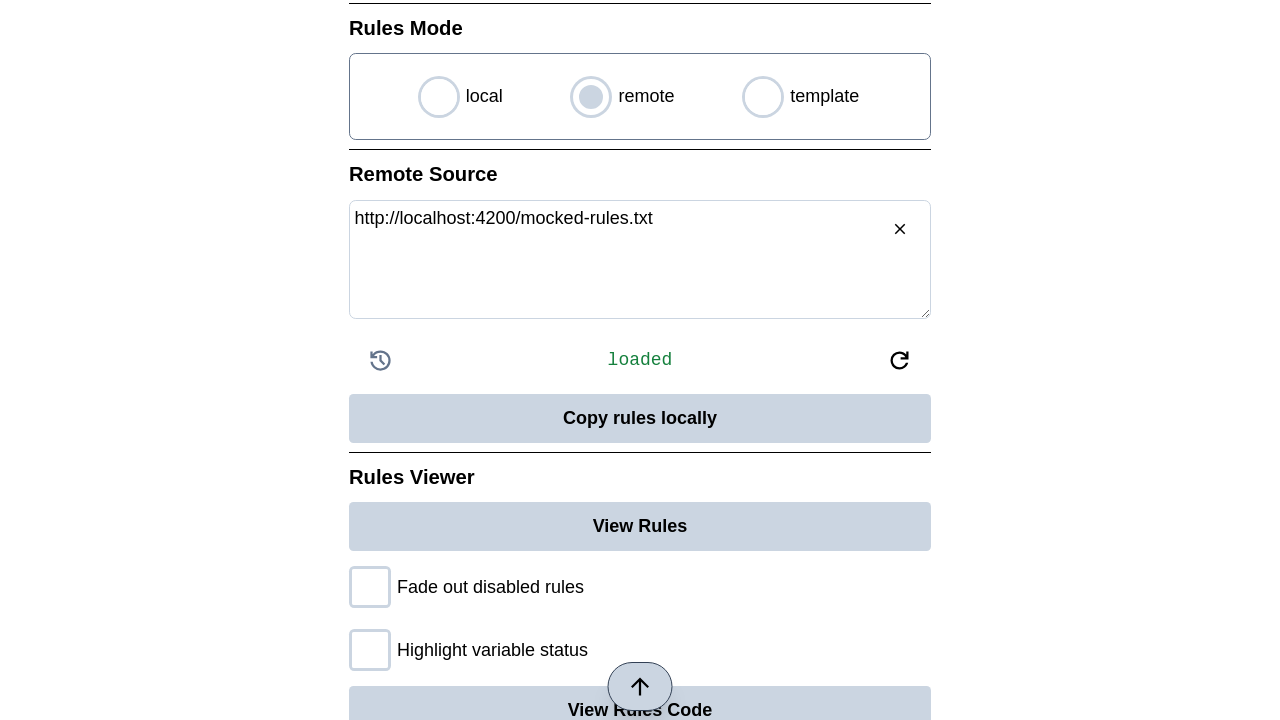 Rules Mode
local
remote
template
Remote Source
http://localhost:4200/mocked-rules.txt
loaded
Copy rules locally
Rules Viewer
View Rules
Fade out disabled rules
Highlight variable status
View Rules Code